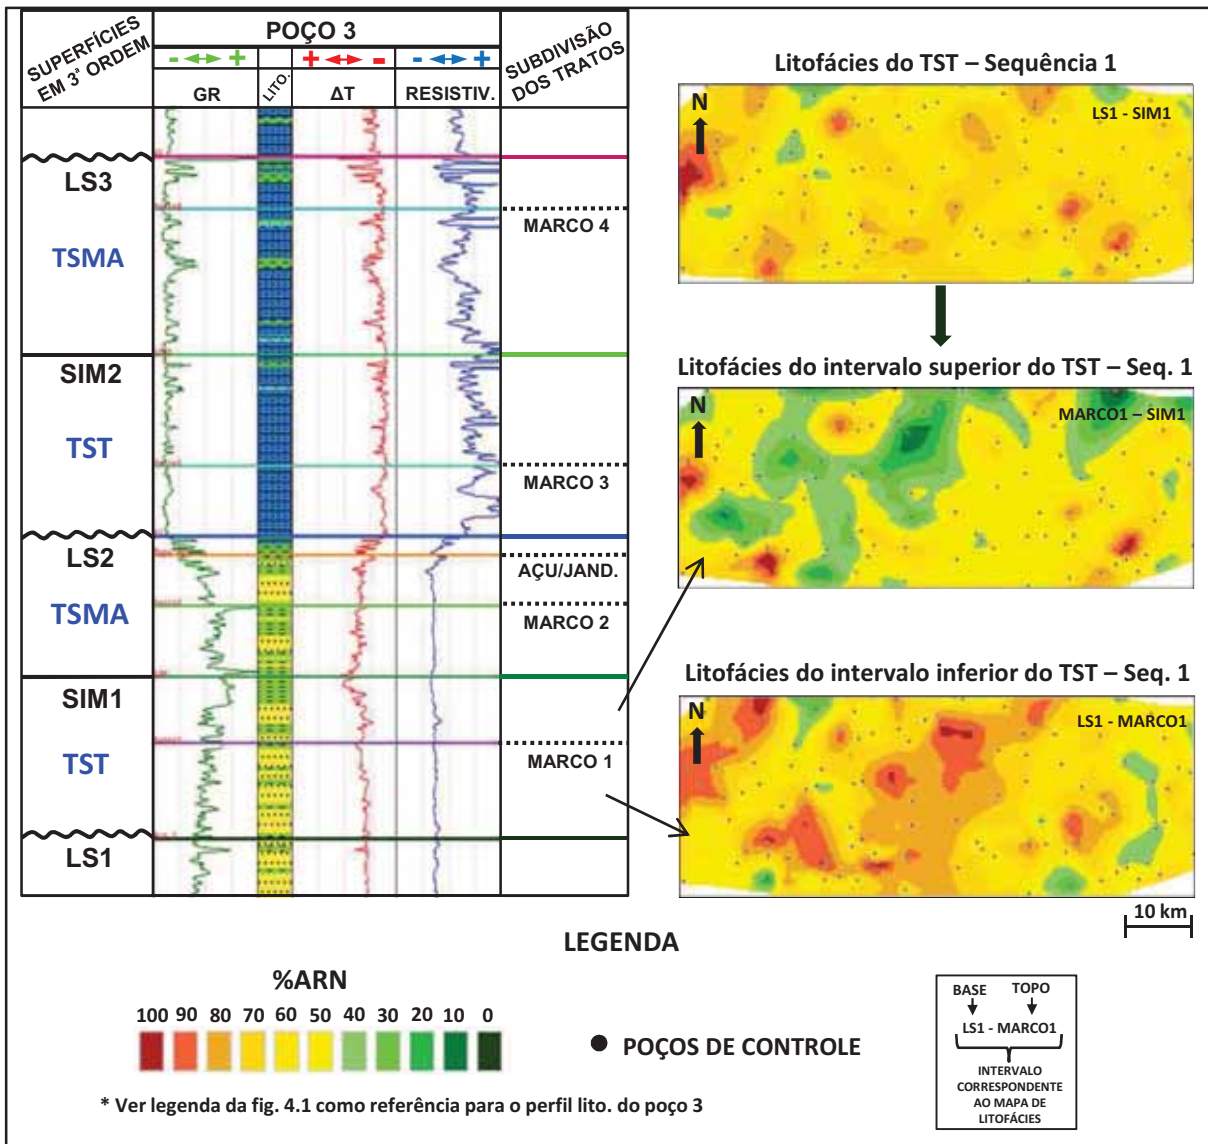 SUPERFÍCIES
EM 3ª ORDEM
POÇO 3
- +
+ -
- +
GR
LITO.
ΔT
RESISTIV.
SUBDIVISÃO
DOS TRATOS
LS3
TSMA
MARCO 4
SIM2
TST
MARCO 3
LS2
AÇU/JAND.
TSMA
MARCO 2
SIM1
TST
MARCO 1
LS1
Litofácies do TST – Sequência 1
N
LS1 - SIM1
Litofácies do intervalo superior do TST – Seq. 1
N
MARCO1 – SIM1
Litofácies do intervalo inferior do TST – Seq. 1
N
LS1 - MARCO1
10 km
LEGENDA
%ARN
100 90 80 70 60 50 40 30 20 10 0
POÇOS DE CONTROLE
BASE TOPO
LS1 - MARCO1
INTERVALO
CORRESPONDENTE
AO MAPA DE
LITOFÁCIES
* Ver legenda da fig. 4.1 como referência para o perfil lito. do poço 3